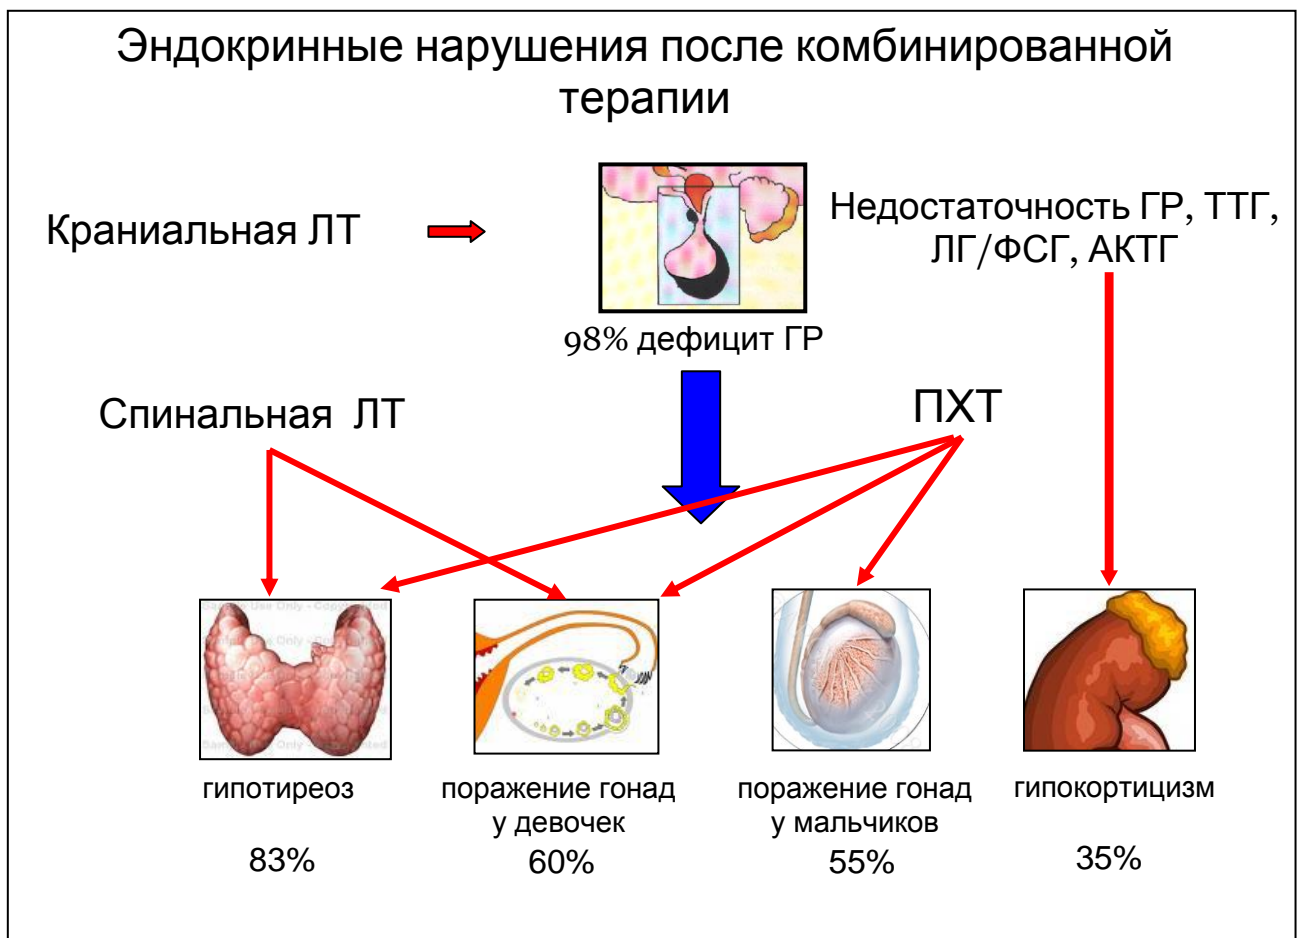 Эндокринные нарушения после комбинированной
терапии
Краниальная ЛТ
Недостаточность ГР, ТТГ,
ЛГ/ФСГ, АКТГ
98% дефицит ГР
Спинальная ЛТ
ПХТ
гипотиреоз
83%
поражение гонад
у девочек
60%
поражение гонад
у мальчиков
55%
гипокортицизм
35%